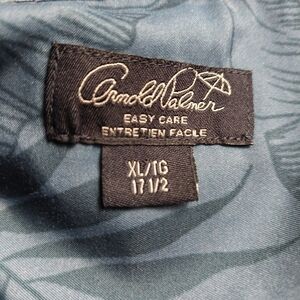 Arnold Palmer
EASY CARE
ENTRETIEN FACILE
XL/TG
17 1/2